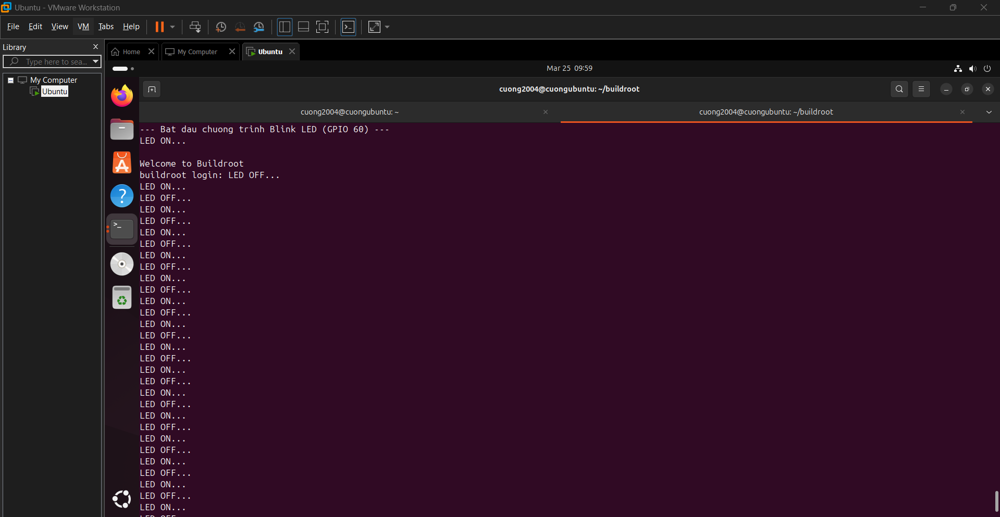 Ubuntu - VMware Workstation
File Edit View VM Tabs Help
Library
Type here to sea...
My Computer
Ubuntu
Home
My Computer
Ubuntu
Mar 25 09:59
cuong2004@cuongubuntu: ~/buildroot
cuong2004@cuongubuntu: ~
cuong2004@cuongubuntu: ~/buildroot
--- Bat dau chuong trinh Blink LED (GPIO 60) ---
LED ON...
Welcome to Buildroot
buildroot login: LED OFF...
LED ON...
LED OFF...
LED ON...
LED OFF...
LED ON...
LED OFF...
LED ON...
LED OFF...
LED ON...
LED OFF...
LED ON...
LED OFF...
LED ON...
LED OFF...
LED ON...
LED OFF...
LED ON...
LED OFF...
LED ON...
LED OFF...
LED ON...
LED OFF...
LED ON...
LED OFF...
LED ON...
LED OFF...
LED ON...
LED OFF...
LED ON...
LED OFF...